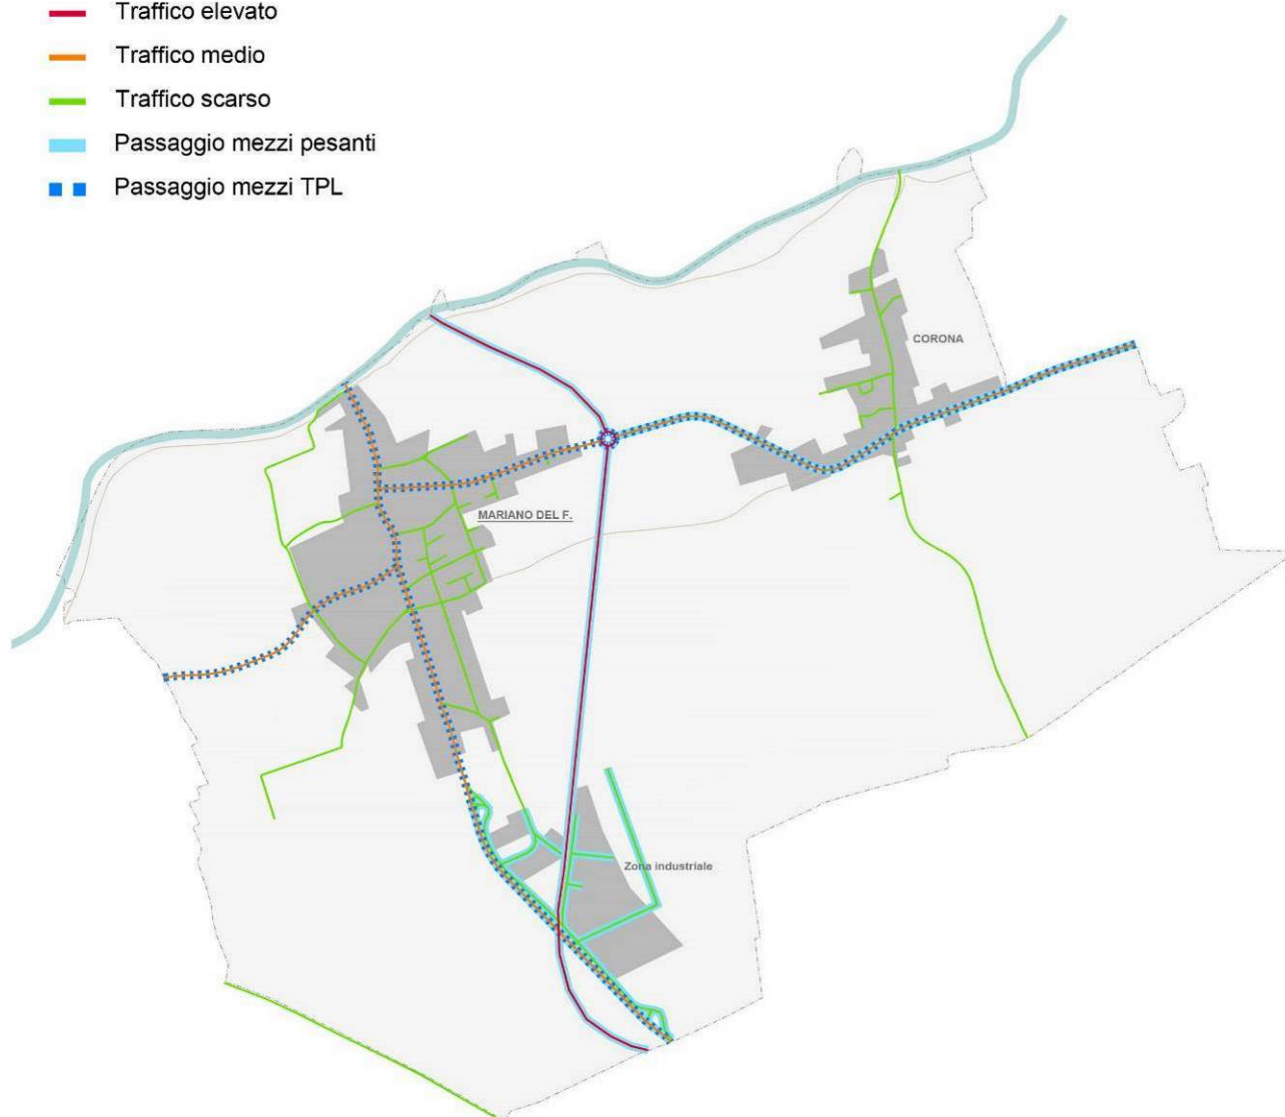 Traffico elevato
Traffico medio
Traffico scarso
Passaggio mezzi pesanti
Passaggio mezzi TPL
CORONA
MARIANO DEL F.
Zona industriale